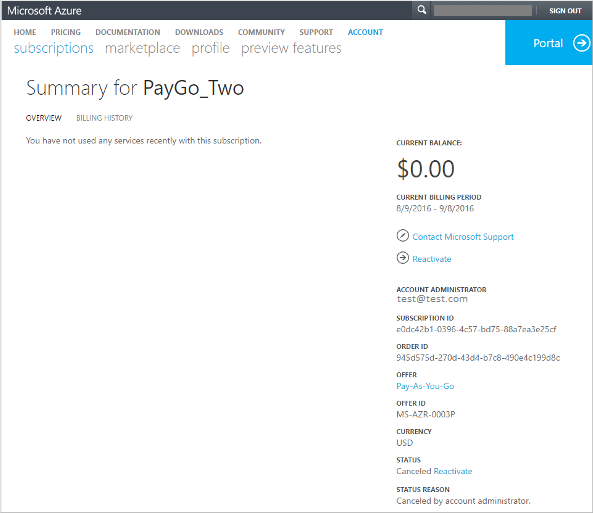 Microsoft Azure
SIGN OUT
HOME PRICING DOCUMENTATION DOWNLOADS COMMUNITY SUPPORT ACCOUNT
subscriptions marketplace profile preview features
Portal
Summary for PayGo_Two
OVERVIEW BILLING HISTORY
You have not used any services recently with this subscription.
CURRENT BALANCE:
$0.00
CURRENT BILLING PERIOD
8/9/2016 - 9/8/2016
Contact Microsoft Support
Reactivate
ACCOUNT ADMINISTRATOR
test@test.com
SUBSCRIPTION ID
e0dc42b1-0396-4c57-bd75-88a7ea3e25cf
ORDER ID
945d575d-270d-43d4-b7c8-490e4c199d8c
OFFER
Pay-As-You-Go
OFFER ID
MS-AZR-0003P
CURRENCY
USD
STATUS
Canceled Reactivate
STATUS REASON
Canceled by account administrator.